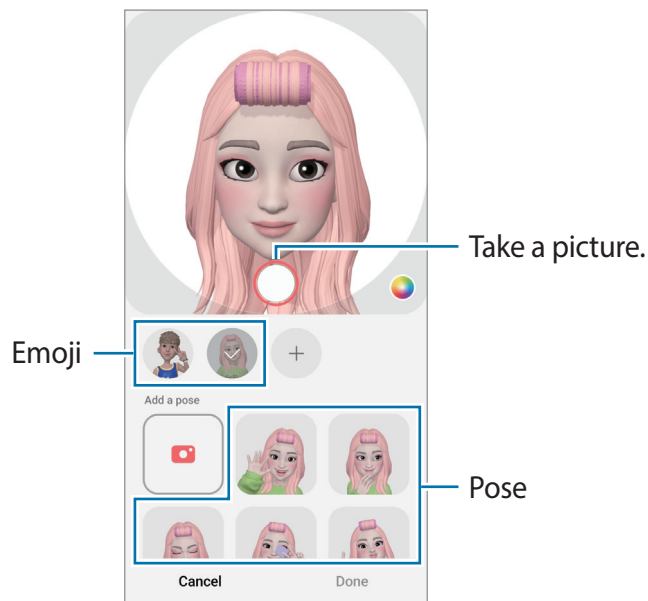 Take a picture.
Emoji
Add a pose
Pose
Cancel
Done